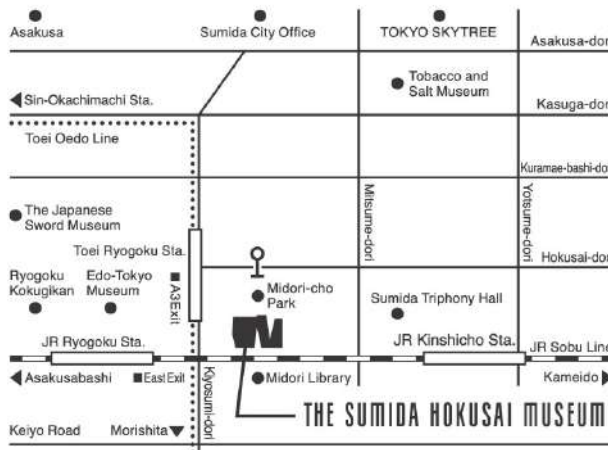 Asakusa
Sumida City Office
TOKYO SKYTREE
Asakusa-dori
Tobacco and
Salt Museum
Sin-Okachimachi Sta.
Kasuga-dori
Toei Oedo Line
Kuramae-bashi-dori
The Japanese
Sword Museum
Mitsume-dori
Yotsume-dori
Toei Ryogoku Sta.
Hokusai-dori
Ryogoku
Kokugikan
Edo-Tokyo
Museum
A3Exit
Midori-cho
Park
Sumida Triphony Hall
JR Ryogoku Sta.
JR Kinshicho Sta.
JR Sobu Line
Asakusabashi
EastExit
Kiyosumi-dori
Midori Library
Kameido
THE SUMIDA HOKUSAI MUSEUM
Keiyo Road
Morishita